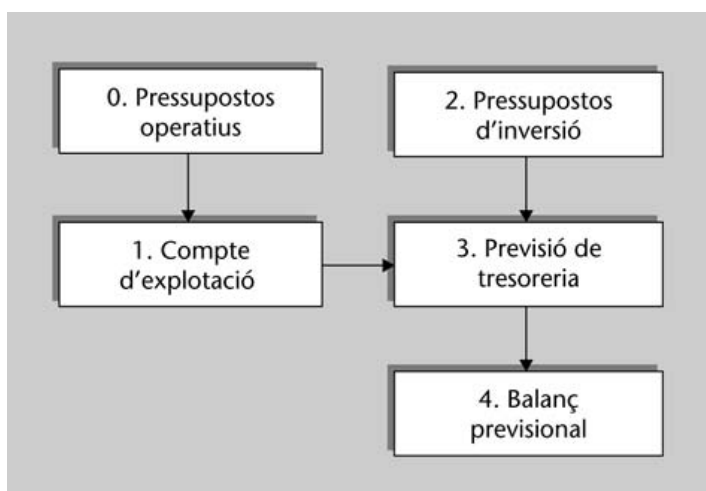 0. Pressupostos
operatius
2. Pressupostos
d'inversió
1. Compte
d'explotació
3. Previsió de
tresoreria
4. Balanç
previsional